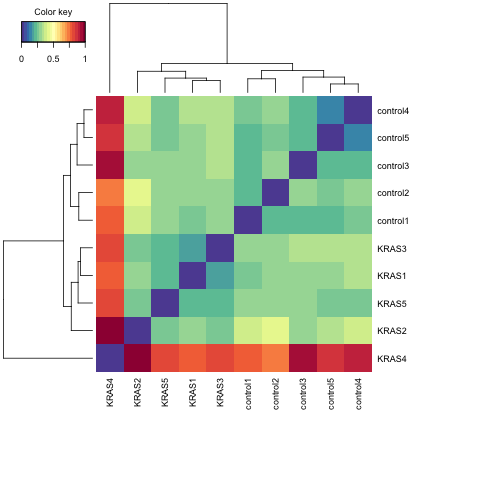 Color key
0 0.5 1
control4
control5
control3
control2
control1
KRAS3
KRAS1
KRAS5
KRAS2
KRAS4
KRAS4 KRAS2 KRAS5 KRAS1 KRAS3 control1 control2 control3 control5 control4